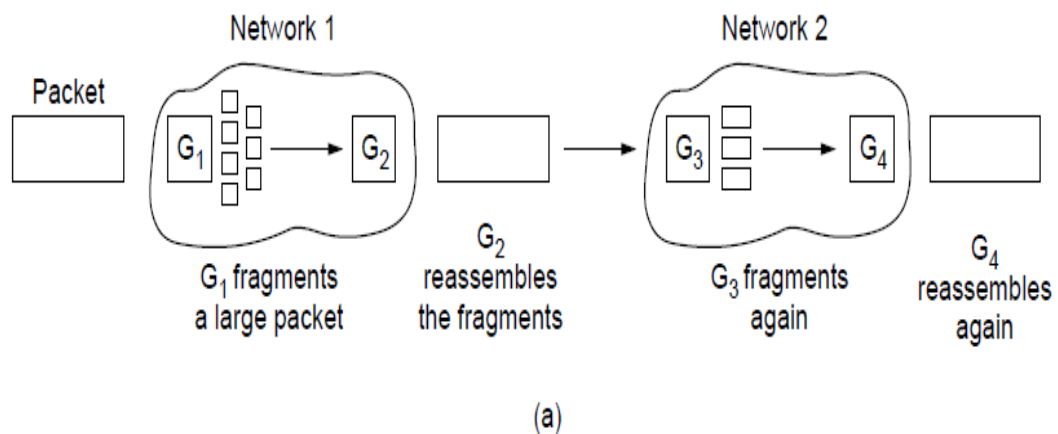 Network 1
Network 2
Packet
G₁
G₂
G₃
G₄
G₁ fragments
a large packet
G₂
reassembles
the fragments
G₃ fragments
again
G₄
reassembles
again
(a)